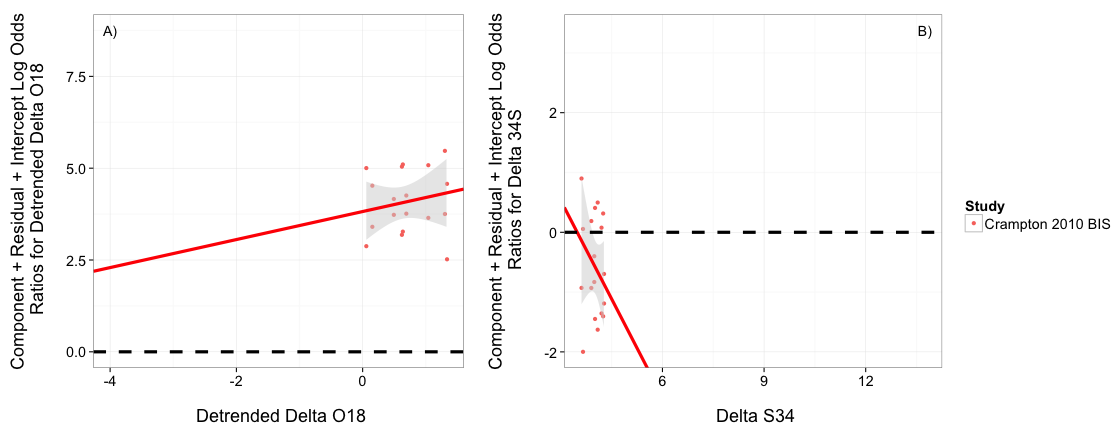 Component + Residual + Intercept Log Odds
Ratios for Detrended Delta O18
A)
7.5
5.0
2.5
0.0
-4
-2
0
Detrended Delta O18
Component + Residual + Intercept Log Odds
Ratios for Delta 34S
B)
2
0
-2
6
9
12
Delta S34
Study
Crampton 2010 BIS